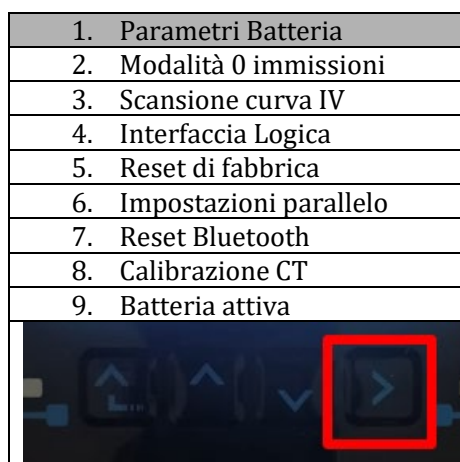 1. Parametri Batteria
2. Modalità 0 immissioni
3. Scansione curva IV
4. Interfaccia Logica
5. Reset di fabbrica
6. Impostazioni parallelo
7. Reset Bluetooth
8. Calibrazione CT
9. Batteria attiva